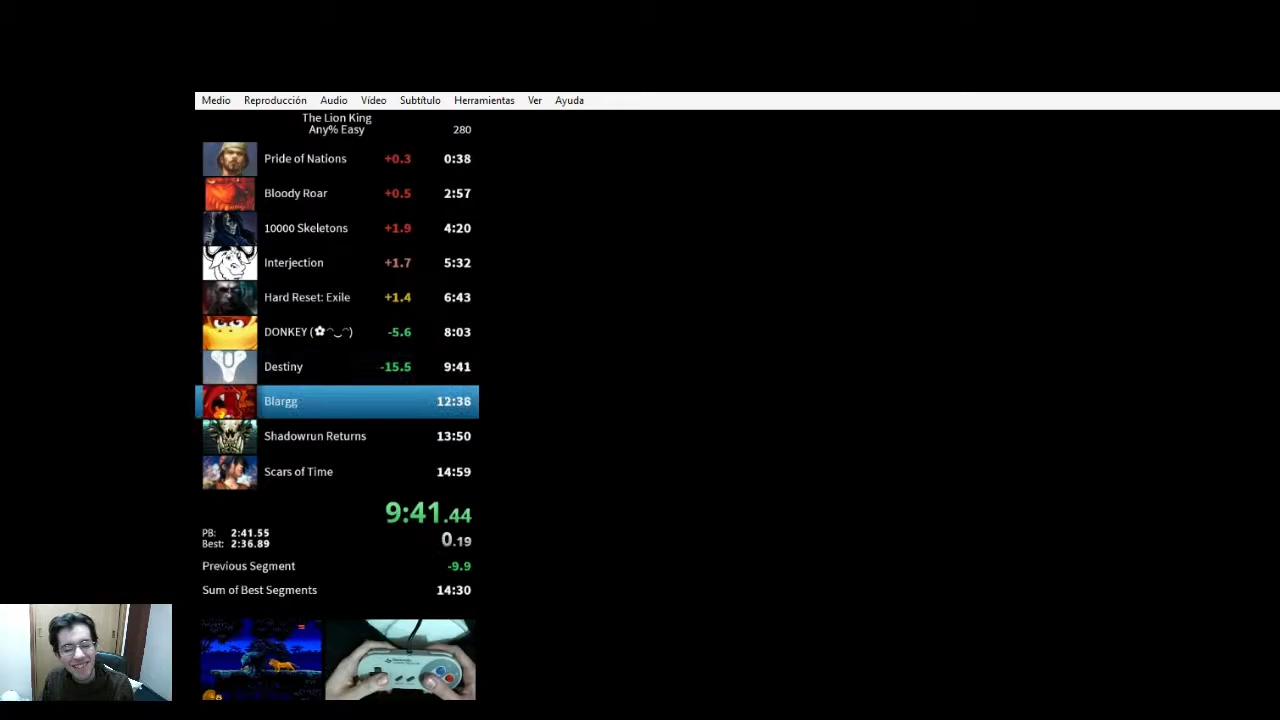 Medio Reproducción Audio Vídeo Subtítulo Herramientas Ver Ayuda
The Lion King
Any% Easy 280
Pride of Nations +0.3 0:38
Bloody Roar +0.5 2:57
10000 Skeletons +1.9 4:20
Interjection +1.7 5:32
Hard Reset: Exile +1.4 6:43
DONKEY (✿◠‿◠) -5.6 8:03
Destiny -15.5 9:41
Blargg 12:38
Shadowrun Returns 13:50
Scars of Time 14:59
9:41.44
PB: 2:41.55
Best: 2:36.89
0.19
Previous Segment -9.9
Sum of Best Segments 14:30